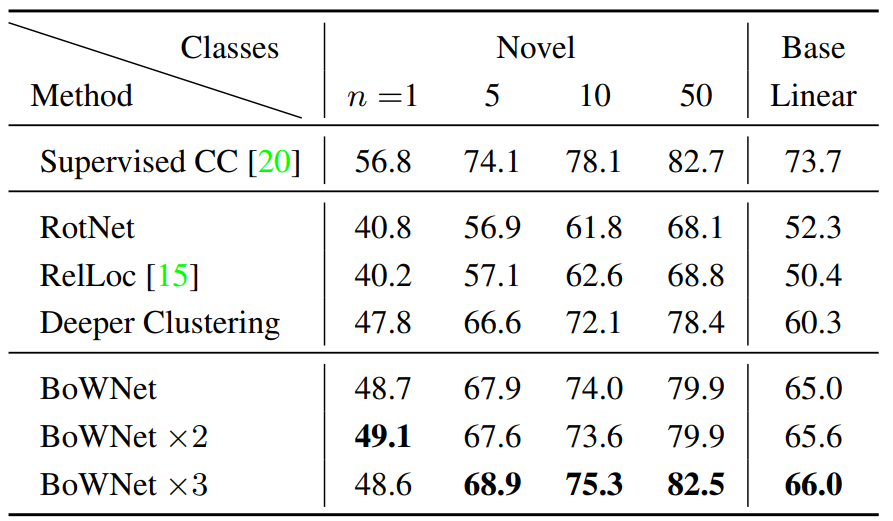 Classes Novel Base
Method n =1 5 10 50 Linear
Supervised CC [20] 56.8 74.1 78.1 82.7 73.7
RotNet 40.8 56.9 61.8 68.1 52.3
RelLoc [15] 40.2 57.1 62.6 68.8 50.4
Deeper Clustering 47.8 66.6 72.1 78.4 60.3
BoWNet 48.7 67.9 74.0 79.9 65.0
BoWNet ×2 49.1 67.6 73.6 79.9 65.6
BoWNet ×3 48.6 68.9 75.3 82.5 66.0